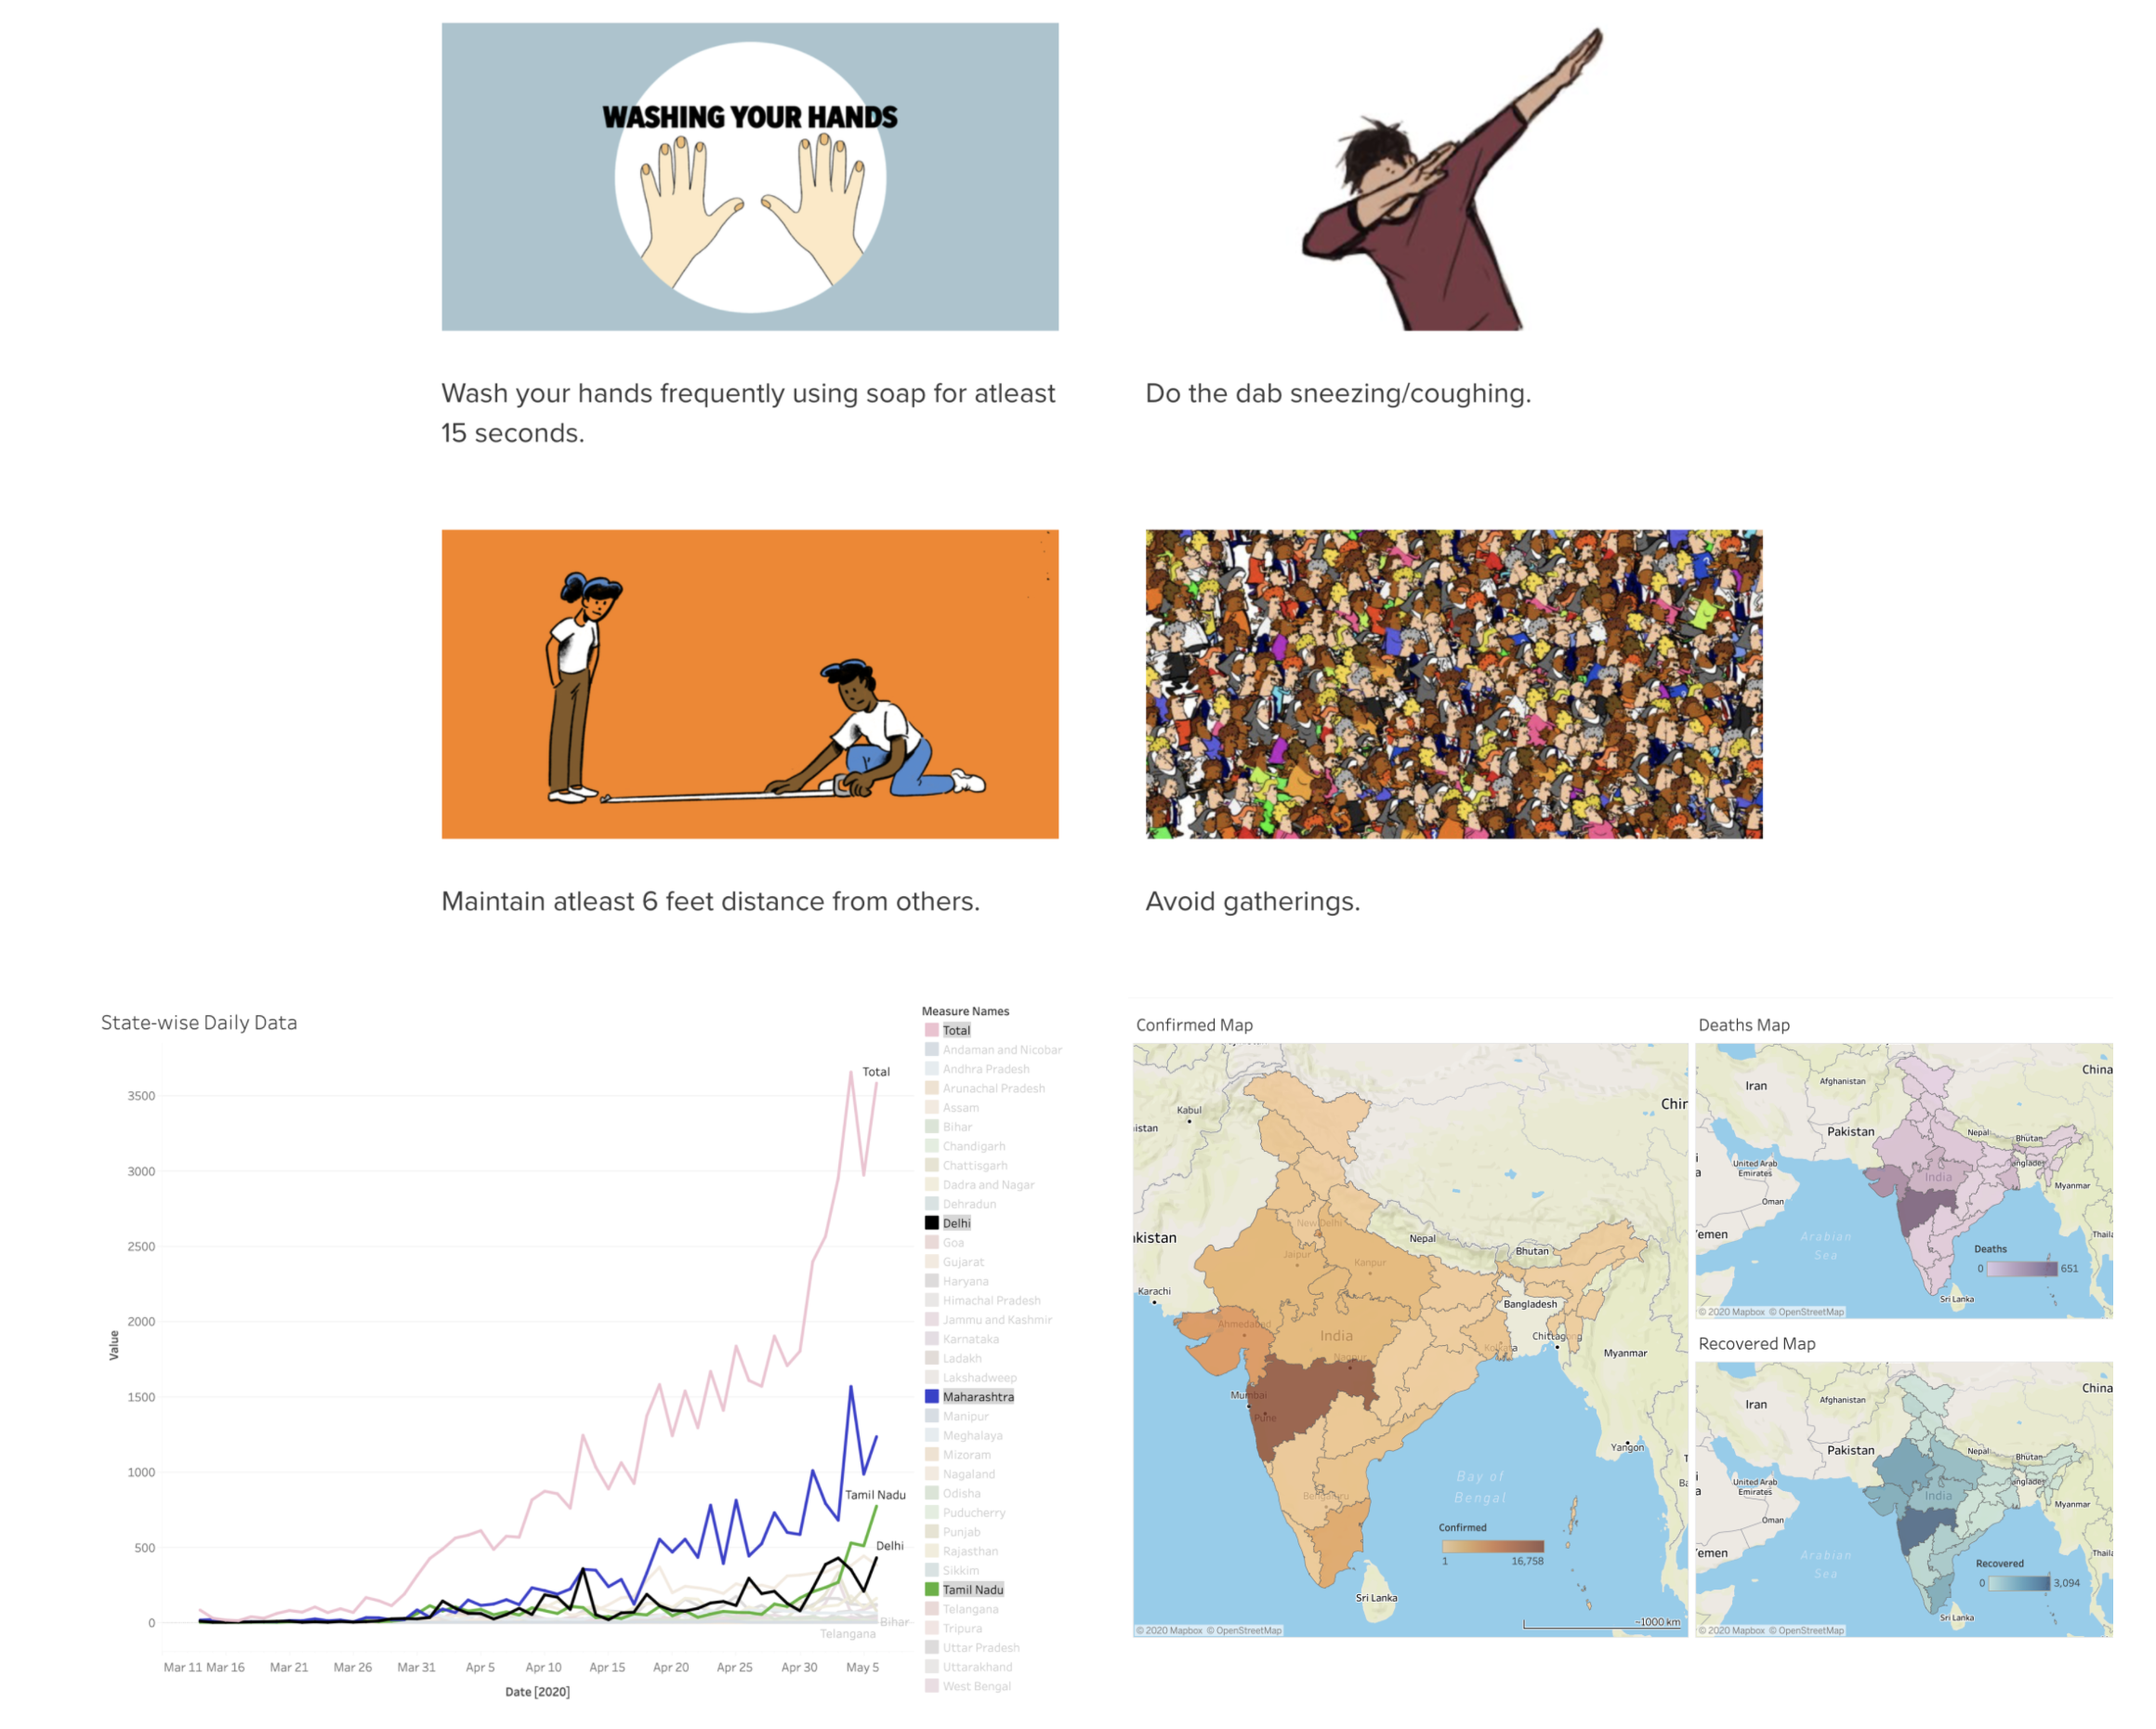 WASHING YOUR HANDS
Wash your hands frequently using soap for atleast
15 seconds.
Do the dab sneezing/coughing.
Maintain atleast 6 feet distance from others.
Avoid gatherings.
State-wise Daily Data
Value
3500
3000
2500
2000
1500
1000
500
0
Total
Tamil Nadu
Delhi
Bihar
Telangana
Mar 11 Mar 16 Mar 21 Mar 26 Mar 31 Apr 5 Apr 10 Apr 15 Apr 20 Apr 25 Apr 30 May 5
Date [2020]
Measure Names
Total
Andaman and Nicobar
Andhra Pradesh
Arunachal Pradesh
Assam
Bihar
Chandigarh
Chattisgarh
Dadra and Nagar
Dehradun
Delhi
Goa
Gujarat
Haryana
Himachal Pradesh
Jammu and Kashmir
Karnataka
Ladakh
Lakshadweep
Maharashtra
Manipur
Meghalaya
Mizoram
Nagaland
Odisha
Puducherry
Punjab
Rajasthan
Sikkim
Tamil Nadu
Telangana
Tripura
Uttar Pradesh
Uttarakhand
West Bengal
Confirmed Map
Kabul
istan
Chir
New Delhi
kistan
Nepal
Bhutan
Jaipur
Kanpur
Karachi
Bangladesh
Ahmedabad
India
Chittagong
Nagpur
Myanmar
Mumbai
Pune
Yangon
Bay of
Bengal
Bengaluru
Confirmed
1 16,758
Sri Lanka
~1000 km
© 2020 Mapbox © OpenStreetMap
Deaths Map
Iran
Afghanistan
China
Pakistan
Nepal
Bhutan
United Arab
Emirates
anglades
India
Myanmar
Oman
emen
Arabian
Sea
Thaila
Deaths
0 651
Sri Lanka
© 2020 Mapbox © OpenStreetMap
Recovered Map
Iran
Afghanistan
China
Pakistan
Nepal
Bhutan
United Arab
Emirates
anglades
India
Myanmar
Oman
emen
Arabian
Sea
Thaila
Recovered
0 3,094
Sri Lanka
© 2020 Mapbox © OpenStreetMap